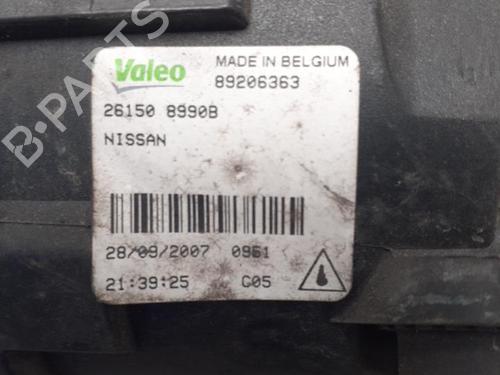 B-PARTS
Valeo
MADE IN BELGIUM
89206363
26150 8990B
NISSAN
28/09/2007 0961
21:39:25 G05